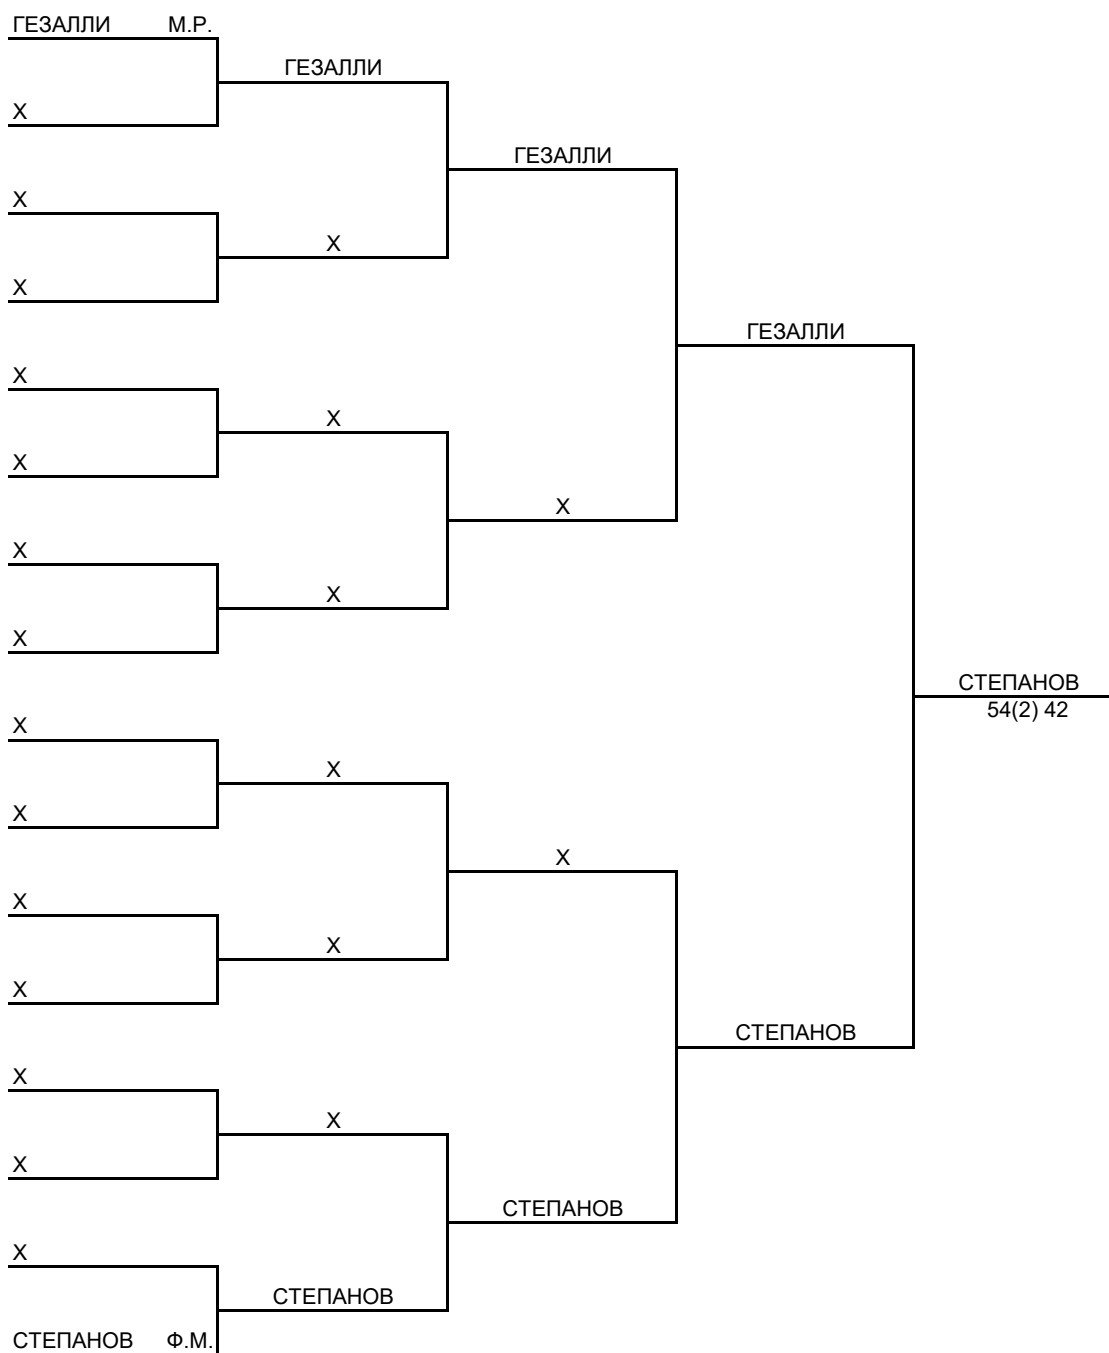 ГЕЗАЛЛИ М.Р.
ГЕЗАЛЛИ
Х
ГЕЗАЛЛИ
Х
Х
Х
ГЕЗАЛЛИ
Х
Х
Х
Х
Х
Х
Х
СТЕПАНОВ
54(2) 42
Х
Х
Х
Х
Х
Х
Х
СТЕПАНОВ
Х
Х
Х
СТЕПАНОВ
Х
СТЕПАНОВ
СТЕПАНОВ Ф.М.